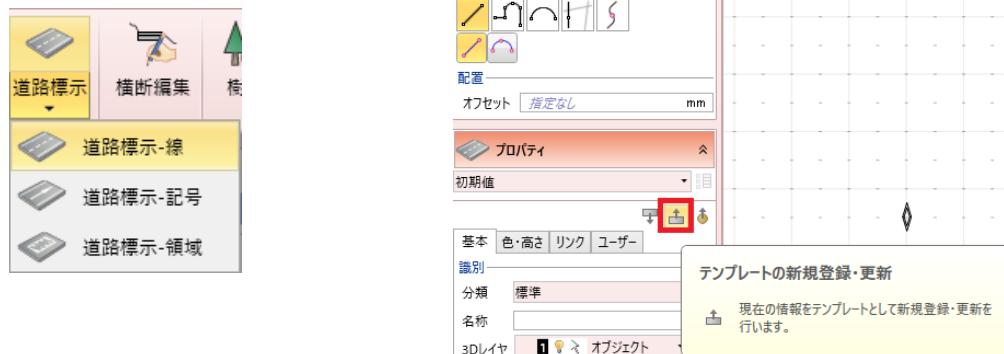 道路標示
横断編集
道路標示-線
道路標示-記号
道路標示-領域
配置
オフセット 指定なし mm
プロパティ
初期値
基本 色・高さ リンク ユーザー
識別
分類 標準
名称
3Dレイヤ 1 オブジェクト
テンプレートの新規登録・更新
現在の情報をテンプレートとして新規登録・更新を
行います。